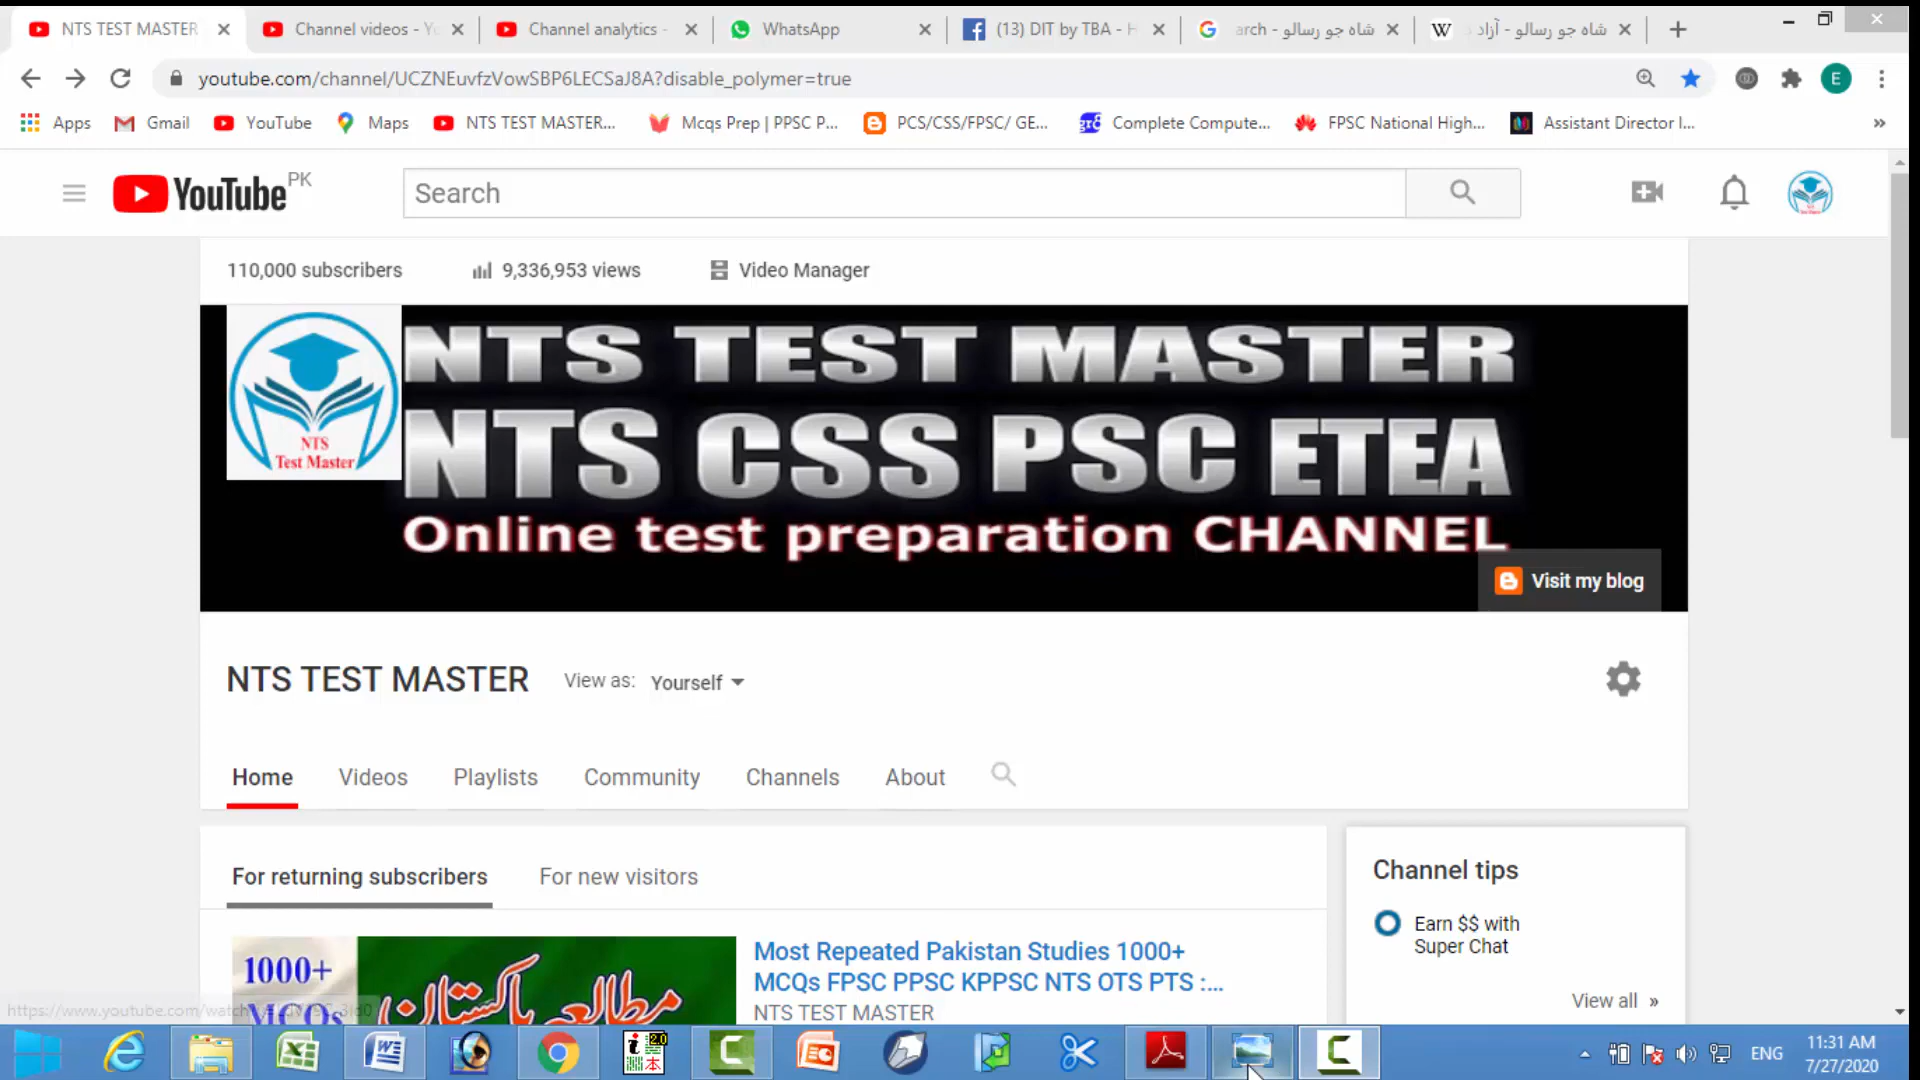 NTS TEST MASTER
Channel videos - Yo
Channel analytics -
WhatsApp
(13) DIT by TBA - H
شاه جو رسالو - arch
شاه جو رسالو - آزاد
youtube.com/channel/UCZNEuvfzVowSBP6LECSaJ8A?disable_polymer=true
E
Apps
Gmail
YouTube
Maps
NTS TEST MASTER...
Mcqs Prep | PPSC P...
PCS/CSS/FPSC/ GE...
Complete Compute...
FPSC National High...
Assistant Director I...
»
YouTube PK
Search
110,000 subscribers
9,336,953 views
Video Manager
NTS
Test Master
NTS TEST MASTER
NTS CSS PSC ETEA
Online test preparation CHANNEL
Visit my blog
NTS TEST MASTER
View as:
Yourself
Home
Videos
Playlists
Community
Channels
About
For returning subscribers
For new visitors
Channel tips
Earn $$ with
Super Chat
View all »
1000+
MCQs
مطالعہ پاکستان
Most Repeated Pakistan Studies 1000+
MCQs FPSC PPSC KPPSC NTS OTS PTS :...
NTS TEST MASTER
ENG
11:31 AM
7/27/2020